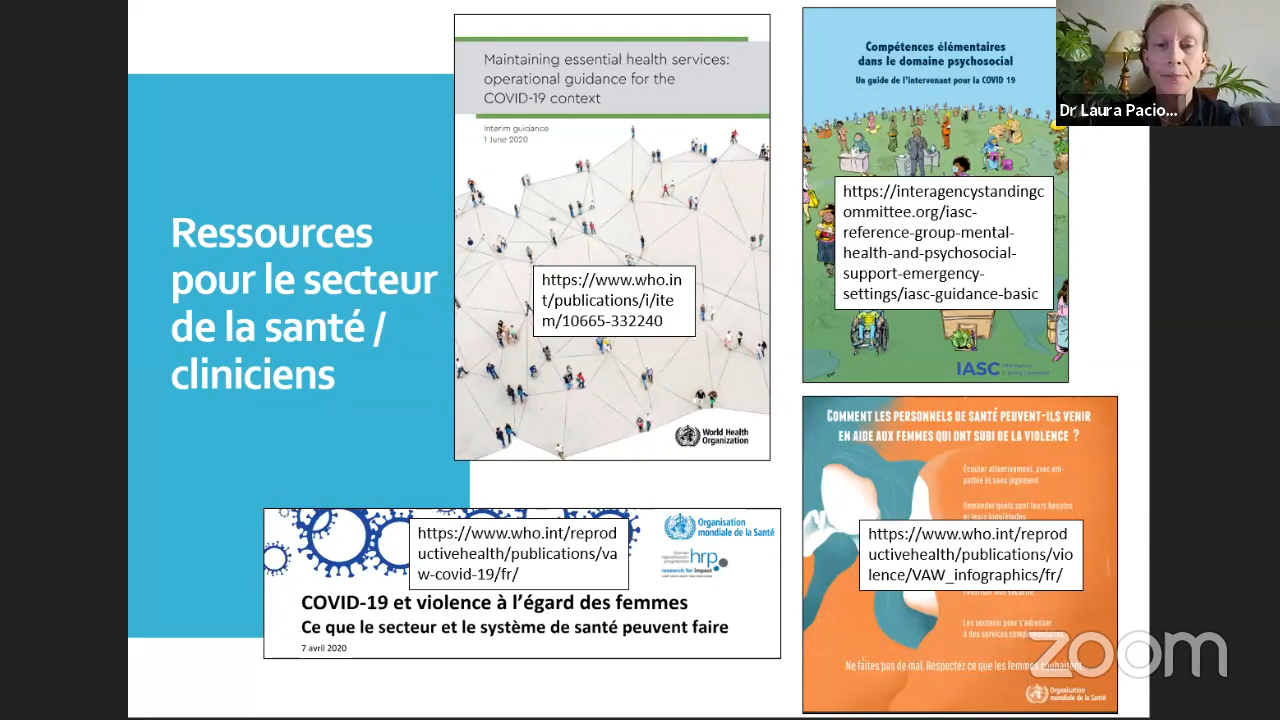 Ressources
pour le secteur
de la santé /
cliniciens
Maintaining essential health services:
operational guidance for the
COVID-19 context
Interim guidance
1 June 2020
https://www.who.in
t/publications/i/ite
m/10665-332240
World Health
Organization
Compétences élémentaires
dans le domaine psychosocial
Un guide de l'intervenant pour la COVID 19
https://interagencystandingc
ommittee.org/iasc-
reference-group-mental-
health-and-psychosocial-
support-emergency-
settings/iasc-guidance-basic
IASC
Dr Laura Pacio...
https://www.who.int/reprod
uctivehealth/publications/va
w-covid-19/fr/
Organisation
mondiale de la Santé
hrp
research for impact
COVID-19 et violence à l'égard des femmes
Ce que le secteur et le système de santé peuvent faire
7 avril 2020
COMMENT LES PERSONNELS DE SANTÉ PEUVENT-ILS VENIR
EN AIDE AUX FEMMES QUI ONT SUBI DE LA VIOLENCE ?
Écouter attentivement, avec em-
pathie et sans jugement
Demander quels sont leurs besoins
et leurs inquiétudes
https://www.who.int/reprod
uctivehealth/publications/vio
lence/VAW_infographics/fr/
Les soutenir pour s'adresser
à des services complémentaires
Ne faites pas de mal. Respectez ce que les femmes souhaitent.
Organisation
mondiale de la Santé
zoom